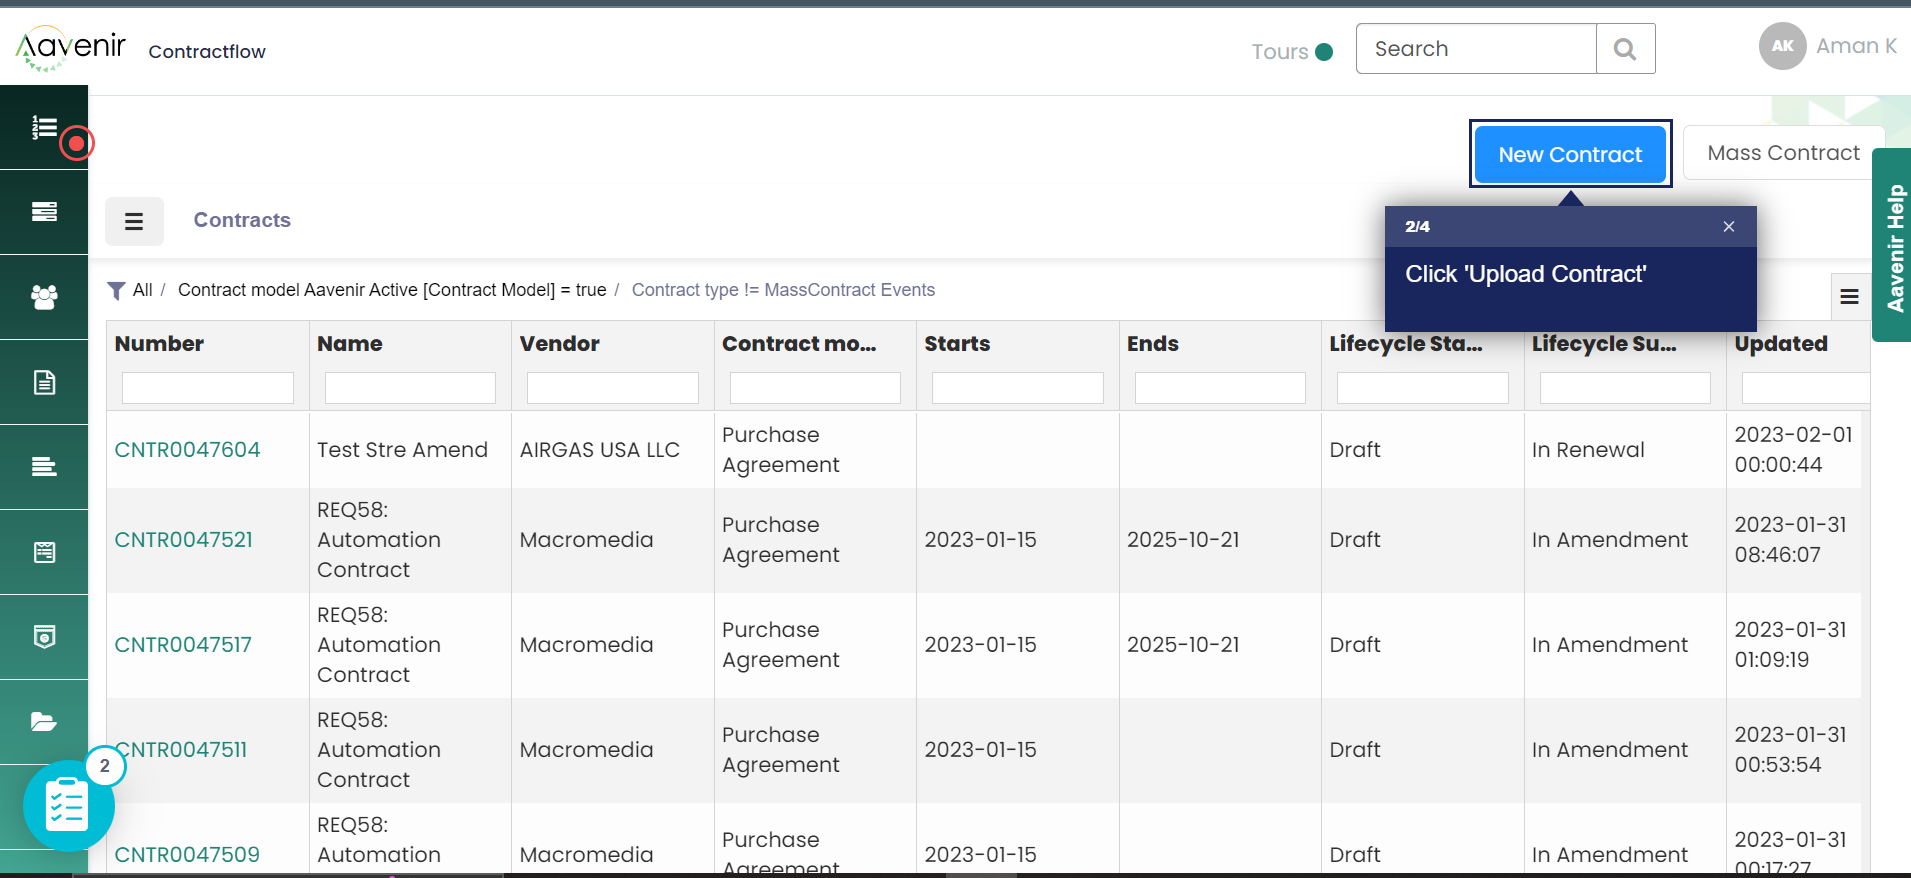 Aavenir Contractflow
Tours
Search
AK Aman K
New Contract
Mass Contract
Aavenir Help
Contracts
2/4 ×
Click 'Upload Contract'
All / Contract model Aavenir Active [Contract Model] = true / Contract type != MassContract Events
Number Name Vendor Contract mo... Starts Ends Lifecycle Sta... Lifecycle Su... Updated
CNTR0047604 Test Stre Amend AIRGAS USA LLC Purchase Agreement Draft In Renewal 2023-02-01 00:00:44
CNTR0047521 REQ58: Automation Contract Macromedia Purchase Agreement 2023-01-15 2025-10-21 Draft In Amendment 2023-01-31 08:46:07
CNTR0047517 REQ58: Automation Contract Macromedia Purchase Agreement 2023-01-15 2025-10-21 Draft In Amendment 2023-01-31 01:09:19
CNTR0047511 REQ58: Automation Contract Macromedia Purchase Agreement 2023-01-15 Draft In Amendment 2023-01-31 00:53:54
CNTR0047509 REQ58: Automation Macromedia Purchase Agreement 2023-01-15 Draft In Amendment 2023-01-31 00:17:27
2